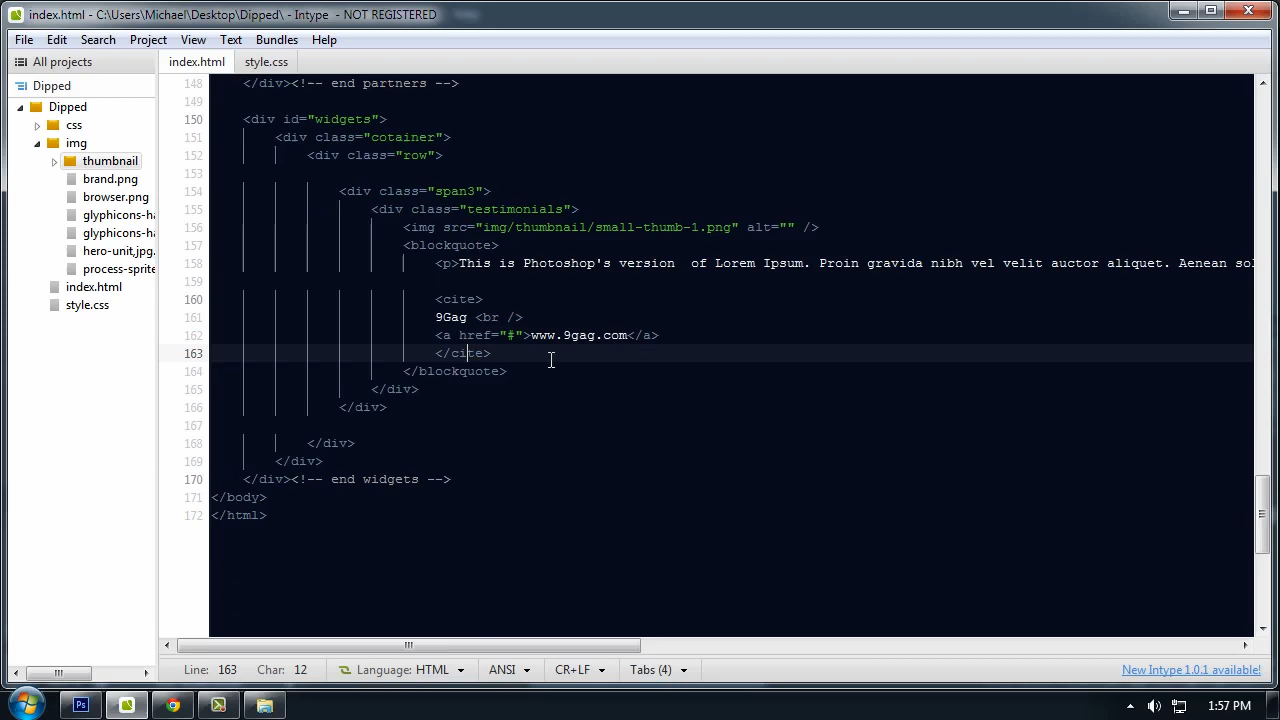 index.html - C:\Users\Michael\Desktop\Dipped\ - Intype - NOT REGISTERED
File Edit Search Project View Text Bundles Help
All projects
index.html style.css
Dipped
Dipped
css
img
thumbnail
brand.png
browser.png
glyphicons-ha
glyphicons-ha
hero-unit,jpg.
process-sprite
index.html
style.css
148 </div><!-- end partners -->
149
150 <div id="widgets">
151 <div class="cotainer">
152 <div class="row">
153
154 <div class="span3">
155 <div class="testimonials">
156 <img src="img/thumbnail/small-thumb-1.png" alt="" />
157 <blockquote>
158 <p>This is Photoshop's version  of Lorem Ipsum. Proin gravida nibh vel velit auctor aliquet. Aenean sol
159
160 <cite>
161 9Gag <br />
162 <a href="#">www.9gag.com</a>
163 </cite>
164 </blockquote>
165 </div>
166 </div>
167
168 </div>
169 </div>
170 </div><!-- end widgets -->
171 </body>
172 </html>
Line: 163 Char: 12 Language: HTML ANSI CR+LF Tabs (4) New Intype 1.0.1 available!
Ps 1:57 PM